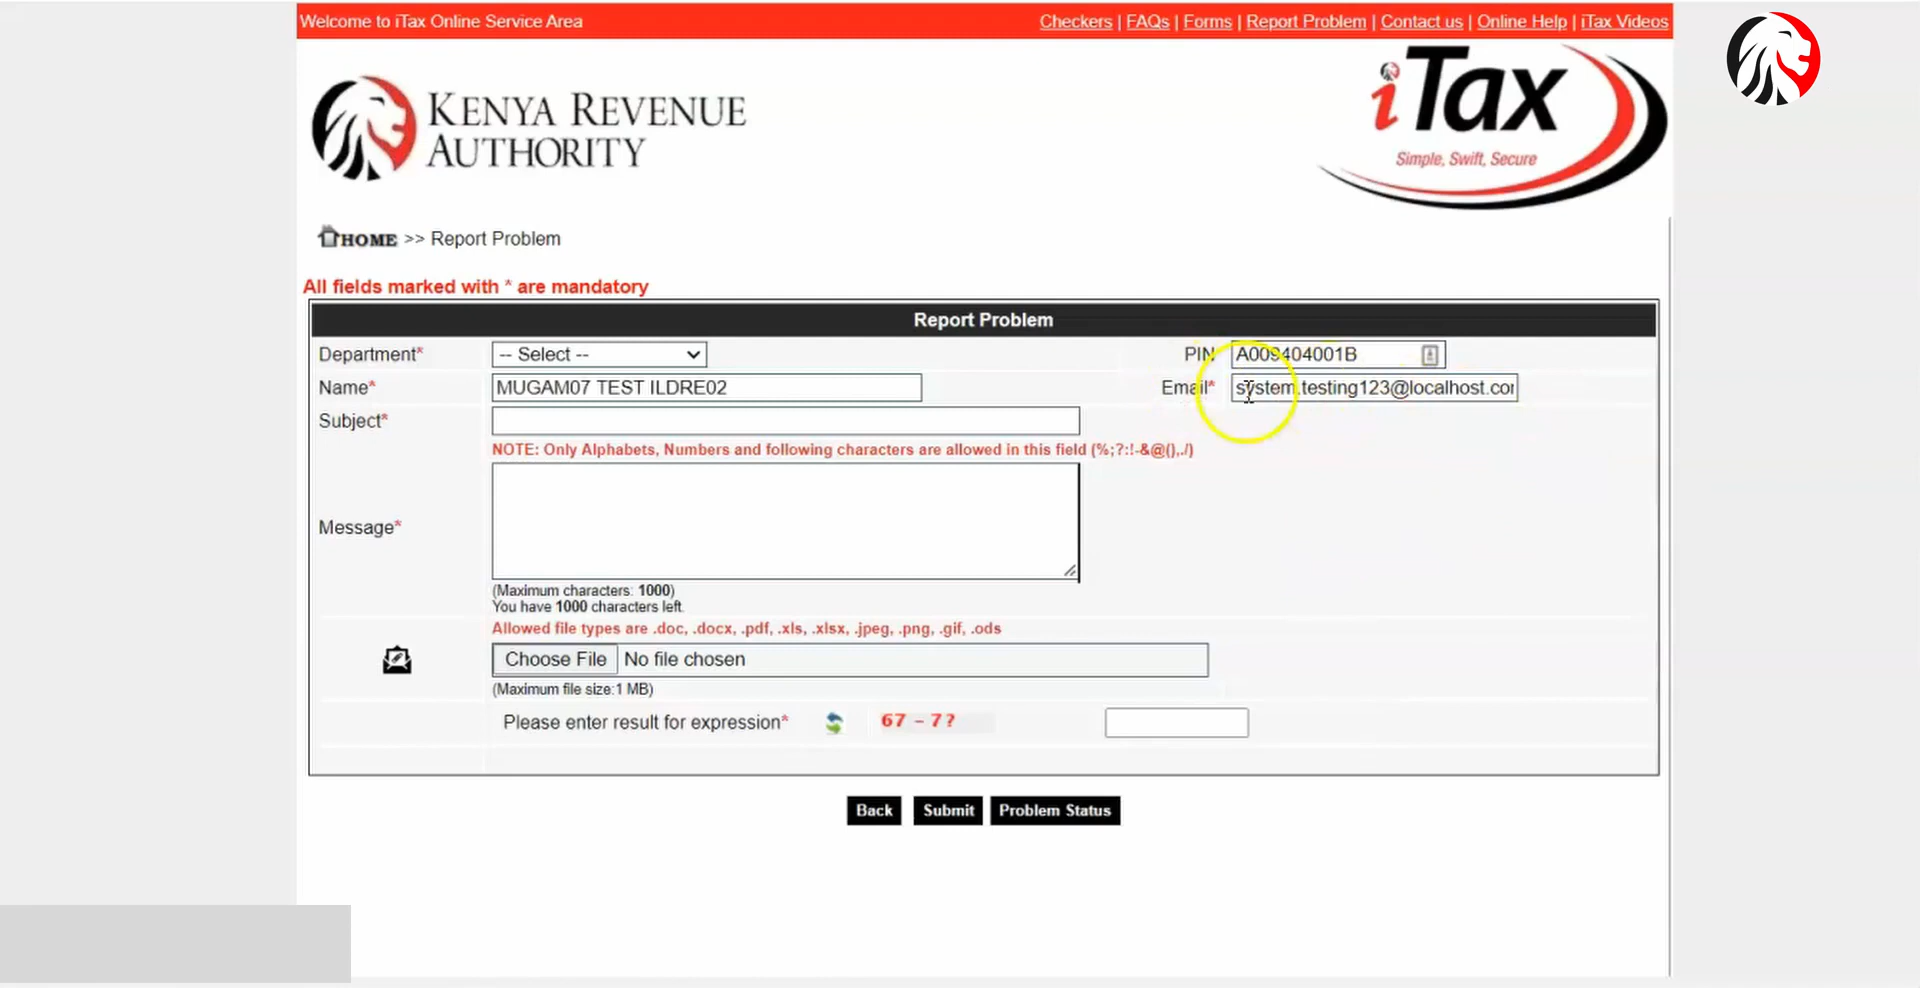 Welcome to iTax Online Service Area
Checkers | FAQs | Forms | Report Problem | Contact us | Online Help | iTax Videos
KENYA REVENUE
AUTHORITY
iTax
Simple, Swift, Secure
HOME >> Report Problem
All fields marked with * are mandatory
Report Problem
Department* -- Select -- PIN A009404001B
Name* MUGAM07 TEST ILDRE02 Email* system.testing123@localhost.cor
Subject*
NOTE: Only Alphabets, Numbers and following characters are allowed in this field (%;?:!-&@(),./)
Message*
(Maximum characters: 1000)
You have 1000 characters left.
Allowed file types are .doc, .docx, .pdf, .xls, .xlsx, .jpeg, .png, .gif, .ods
Choose File No file chosen
(Maximum file size:1 MB)
Please enter result for expression* 67 - 7?
Back Submit Problem Status